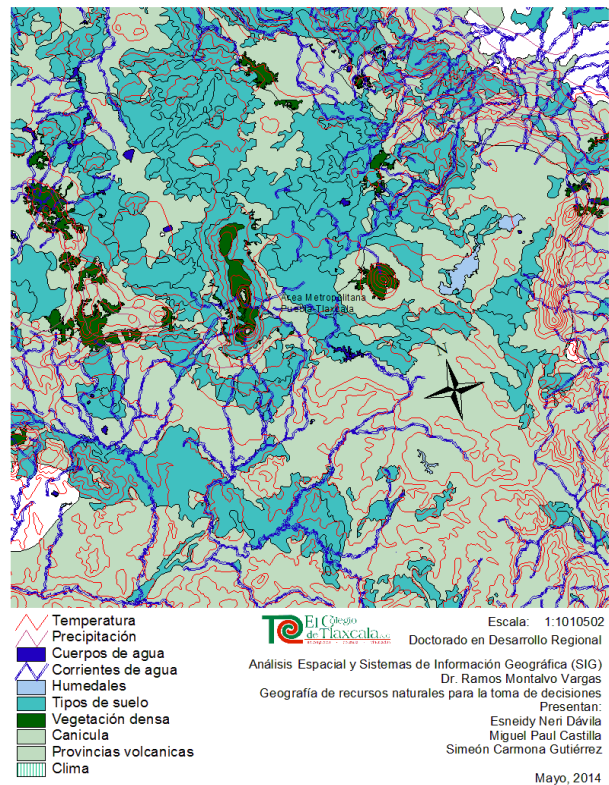 Area Metropolitana
Puebla Tlaxcala
N
Temperatura
Precipitación
Cuerpos de agua
Corrientes de agua
Humedales
Tipos de suelo
Vegetación densa
Canicula
Provincias volcanicas
Clima
El Colegio
de Tlaxcala, A.C.
Escala: 1:1010502
Doctorado en Desarrollo Regional
Análisis Espacial y Sistemas de Información Geográfica (SIG)
Dr. Ramos Montalvo Vargas
Geografía de recursos naturales para la toma de decisiones
Presentan:
Esneidy Neri Dávila
Miguel Paul Castilla
Simeón Carmona Gutiérrez
Mayo, 2014